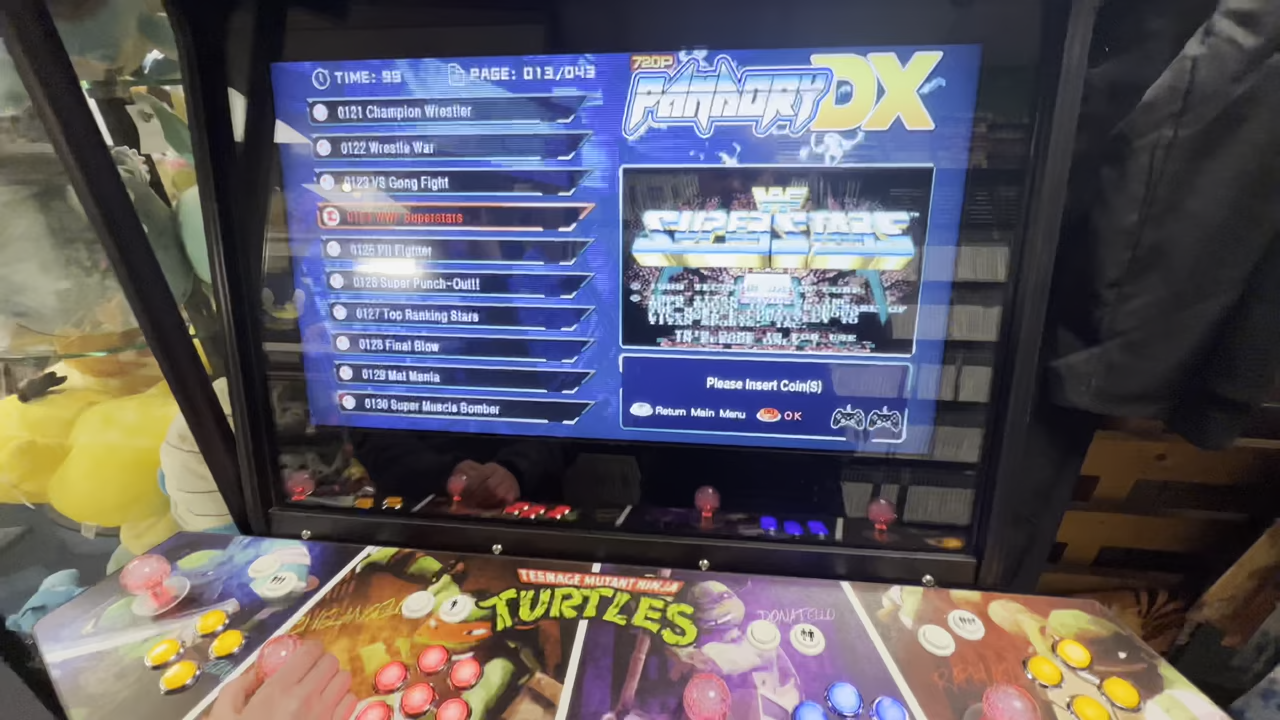 TIME: 99
PAGE: 013/043
0121 Champion Wrestler
0122 Wrestle War
0123 VS Gong Fight
0124 WWF Superstars
0125 Pit Fighter
0126 Super Punch-Out!!
0127 Top Ranking Stars
0128 Final Blow
0129 Mat Mania
0130 Super Muscle Bomber
720P
PANDORY DX
SUPERSTARS
Please Insert Coin(S)
Return Main Menu
OK
TEENAGE MUTANT NINJA
TURTLES
MICHELANGELO
DONATELLO